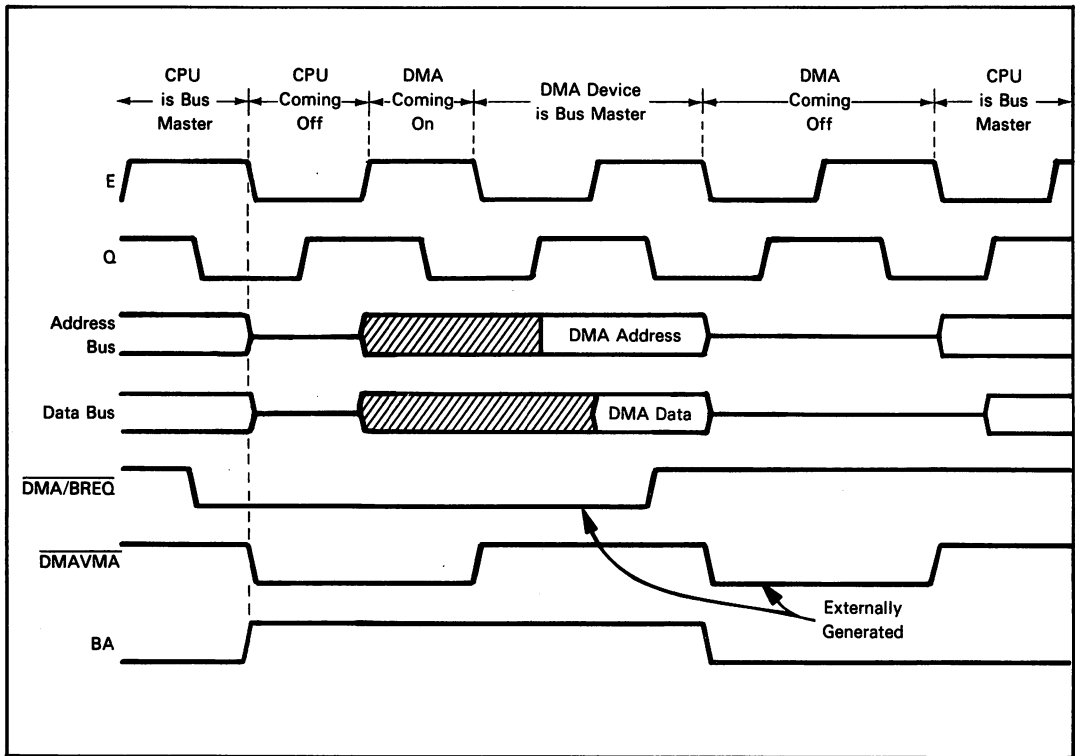 CPU
is Bus
Master
CPU
Coming
Off
DMA
Coming
On
DMA Device
is Bus Master
DMA
Coming
Off
CPU
is Bus
Master
E
Q
Address
Bus
DMA Address
Data Bus
DMA Data
DMA/BREQ
DMAVMA
Externally
Generated
BA